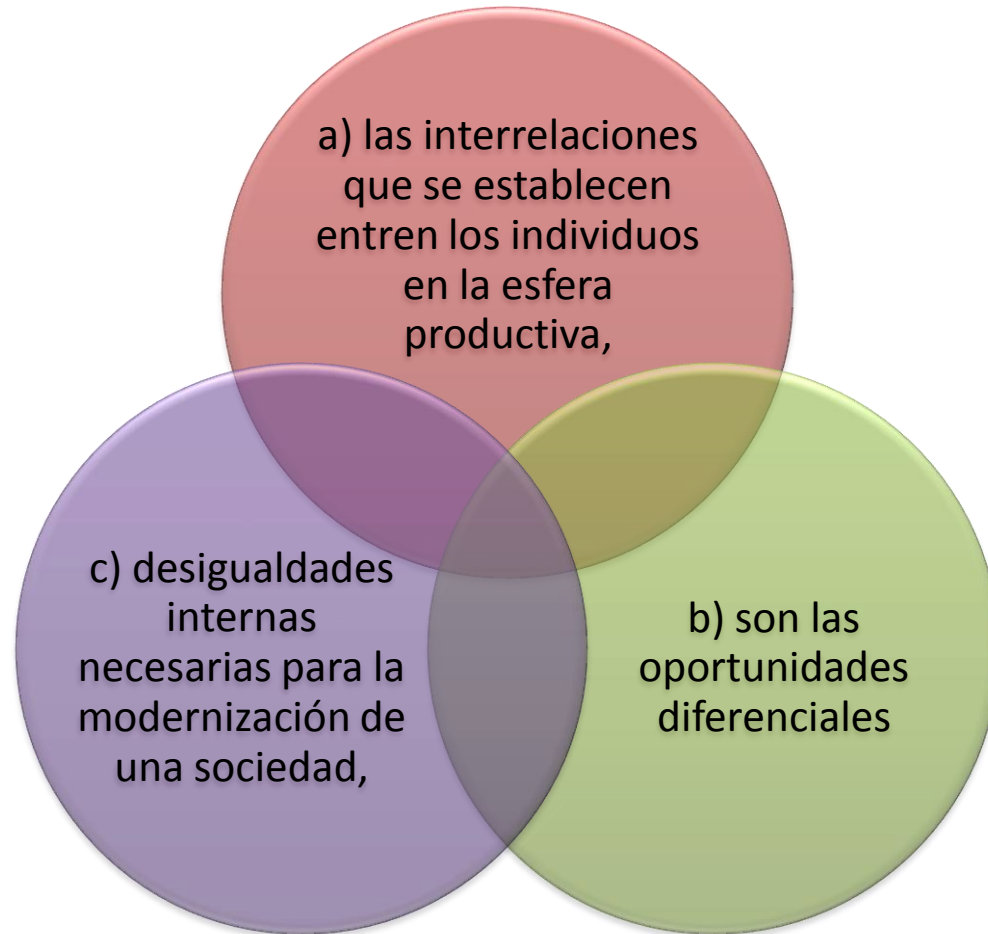 a) las interrelaciones
que se establecen
entren los individuos
en la esfera
productiva,
b) son las
oportunidades
diferenciales
c) desigualdades
internas
necesarias para la
modernización de
una sociedad,